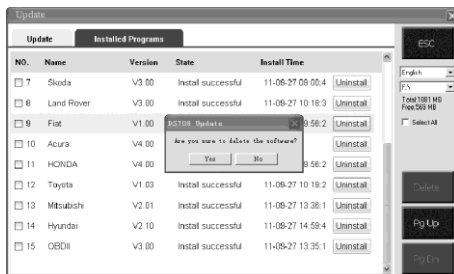 Update
Update Installed Programs
NO. Name Version State Install Time
7 Skoda V3.00 Install successful 11-09-27 09:00:4 Uninstall
8 Land Rover V3.00 Install successful 11-09-27 10:18:3 Uninstall
9 Fiat V1.00 9:56:2 Uninstall
10 Acura V4.00 Uninstall
11 HONDA V4.00 9:56:2 Uninstall
12 Toyota V1.03 Install successful 11-09-27 10:18:2 Uninstall
13 Mitsubishi V2.01 Install successful 11-09-27 13:36:1 Uninstall
14 Hyundai V2.10 Install successful 11-09-27 14:59:4 Uninstall
15 OBDII V3.00 Install successful 11-09-27 13:35:1 Uninstall
Update
Are you sure to delete the software?
Yes No
ESC
English
F:\
Free:569 MB
Select All
Delete
Pg Up
Pg Dn